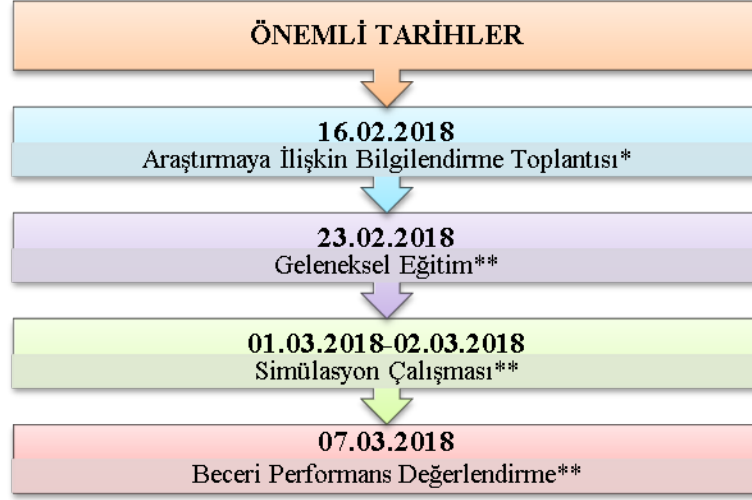 ÖNEMLİ TARİHLER
16.02.2018
Araştırmaya İlişkin Bilgilendirme Toplantısı*
23.02.2018
Geleneksel Eğitim**
01.03.2018-02.03.2018
Simülasyon Çalışması**
07.03.2018
Beceri Performans Değerlendirme**